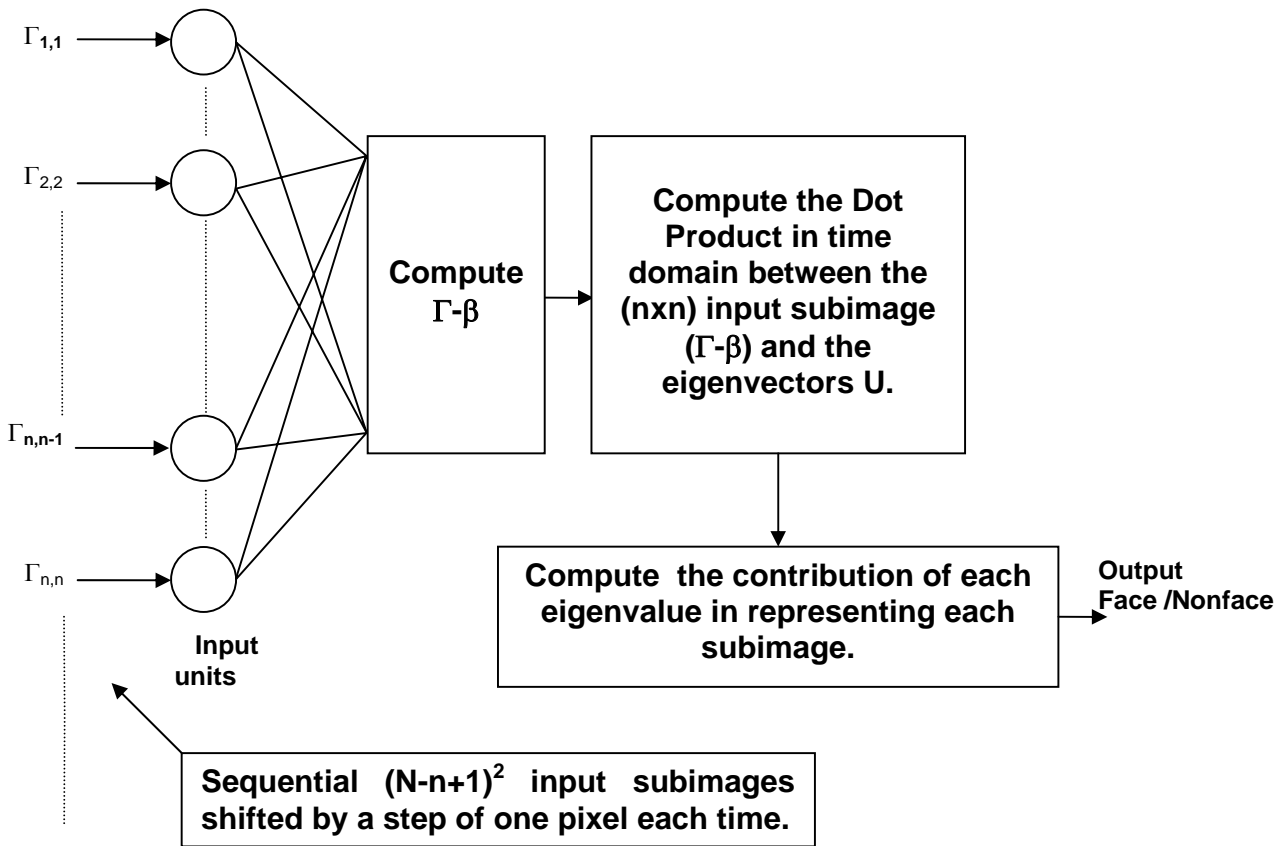 Γ1,1
Γ2,2
Γn,n-1
Γn,n
Input
units
Compute
Γ-β
Compute the Dot
Product in time
domain between the
(nxn) input subimage
(Γ-β) and the
eigenvectors U.
Compute the contribution of each
eigenvalue in representing each
subimage.
Output
Face /Nonface
Sequential (N-n+1)² input subimages
shifted by a step of one pixel each time.